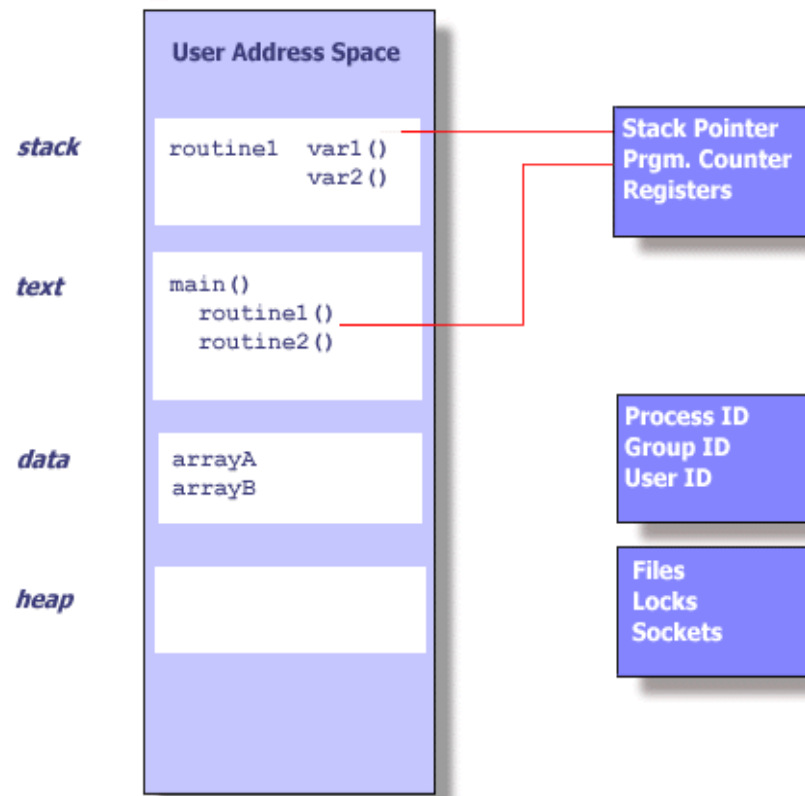 User Address Space
stack
routine1 var1()
var2()
text
main()
routine1()
routine2()
data
arrayA
arrayB
heap
Stack Pointer
Prgm. Counter
Registers
Process ID
Group ID
User ID
Files
Locks
Sockets